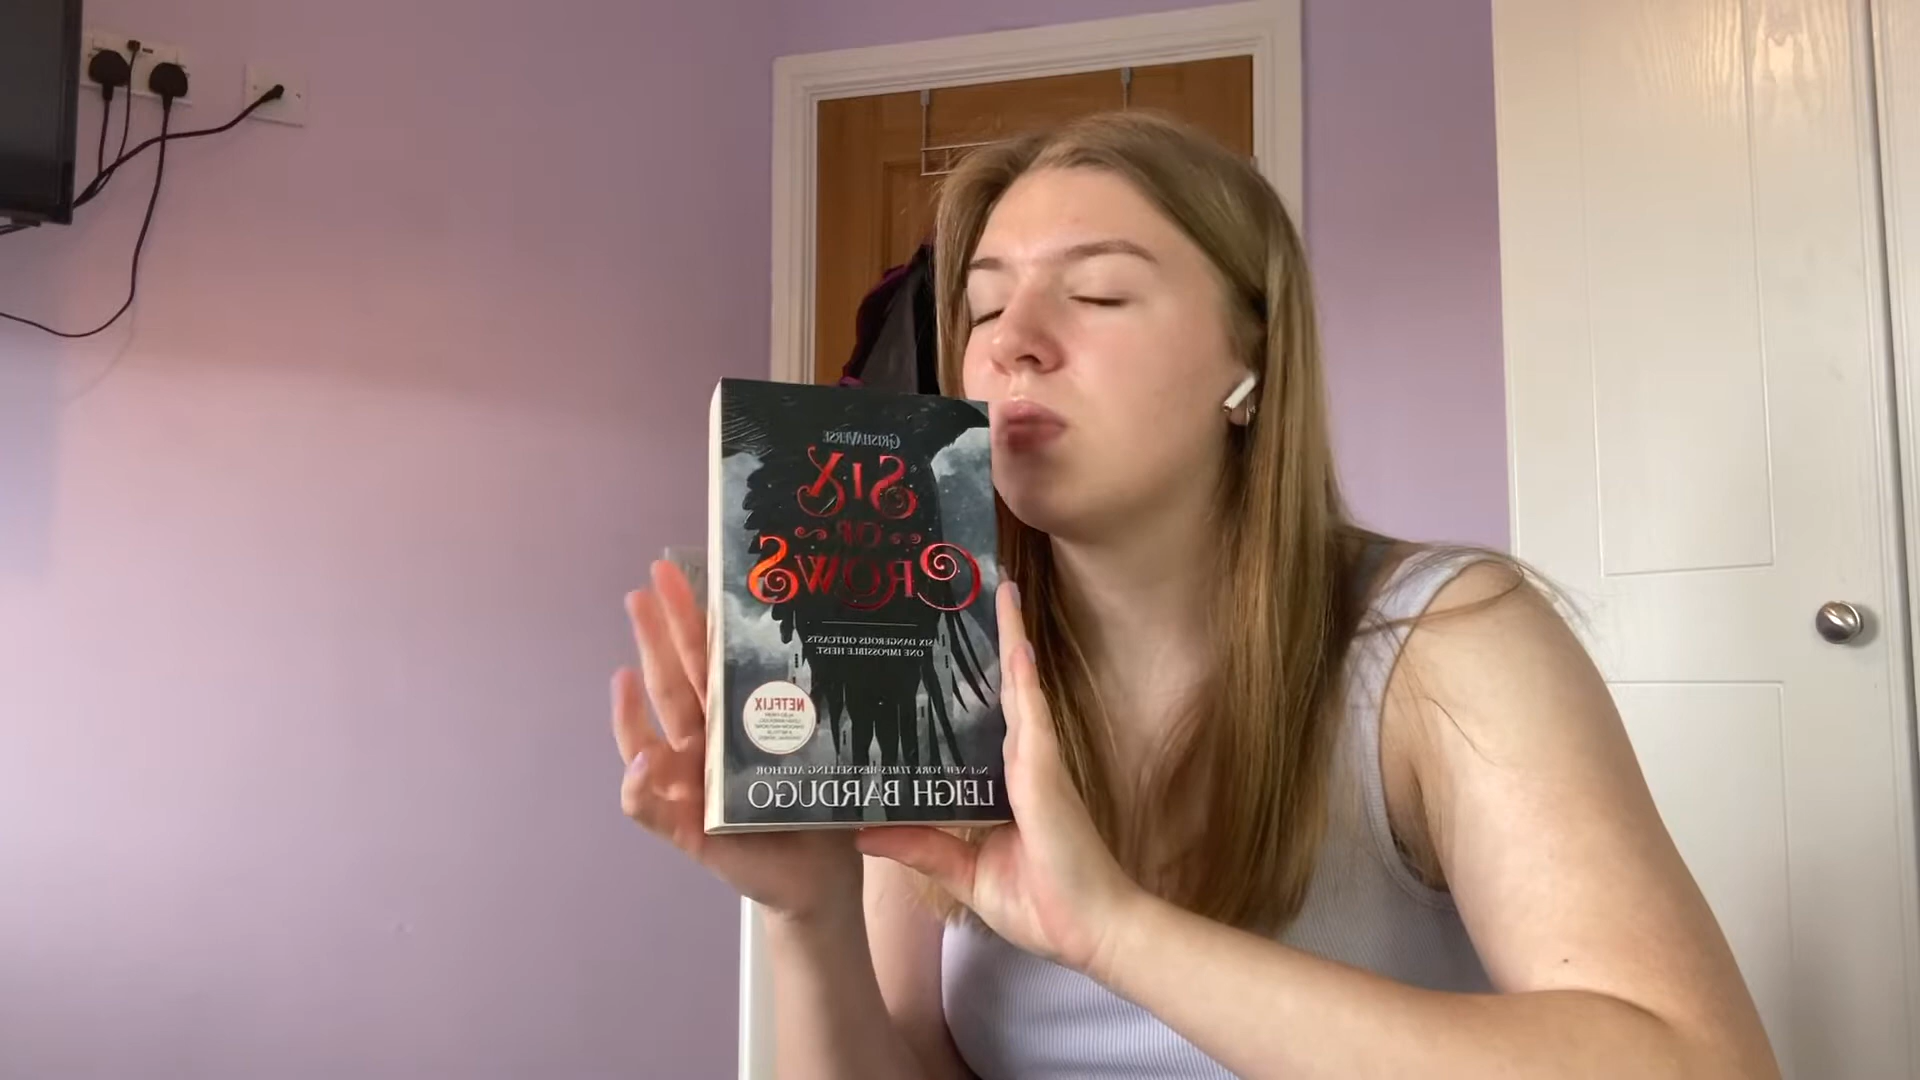 GRISHAVERSE
SIX
OF
CROWS
SIX DANGEROUS OUTCASTS.
ONE IMPOSSIBLE HEIST.
NETFLIX
No.1 NEW YORK TIMES-BESTSELLING AUTHOR
LEIGH BARDUGO